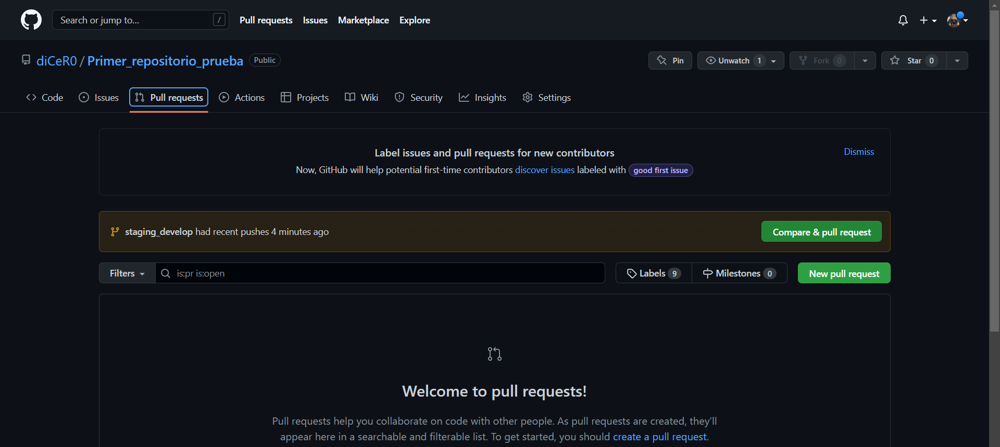 Search or jump to... /
Pull requests Issues Marketplace Explore
diCeR0 / Primer_repositorio_prueba Public
Pin Unwatch 1 Fork 0 Star 0
Code Issues Pull requests Actions Projects Wiki Security Insights Settings
Label issues and pull requests for new contributors
Dismiss
Now, GitHub will help potential first-time contributors discover issues labeled with good first issue
staging_develop had recent pushes 4 minutes ago
Compare & pull request
Filters is:pr is:open
Labels 9 Milestones 0 New pull request
Welcome to pull requests!
Pull requests help you collaborate on code with other people. As pull requests are created, they’ll
appear here in a searchable and filterable list. To get started, you should create a pull request.